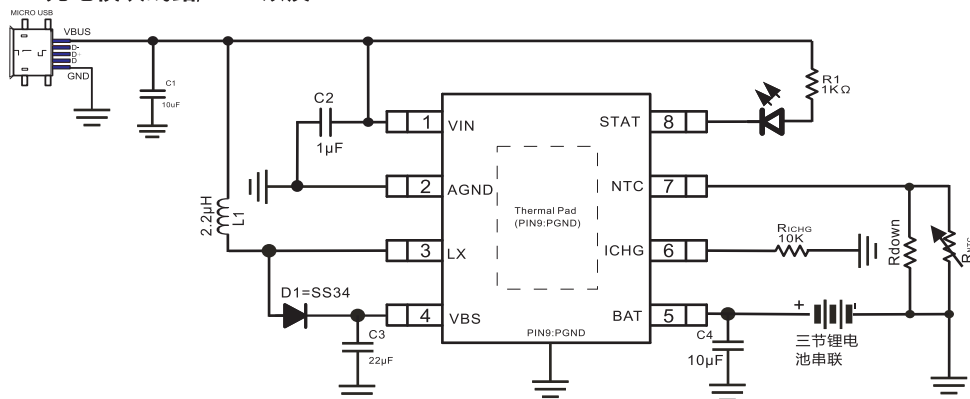 MICRO USB
VBUS
D-
D+
D
GND
C1
10uF
C2
1μF
2.2μH
L1
D1=SS34
C3
22μF
1
VIN
2
AGND
3
LX
4
VBS
Thermal Pad
(PIN9:PGND)
PIN9:PGND
STAT
8
NTC
7
ICHG
6
BAT
5
R1
1KΩ
RICHG
10K
Rdown
RNTC
C4
10μF
+
三节锂电
池串联